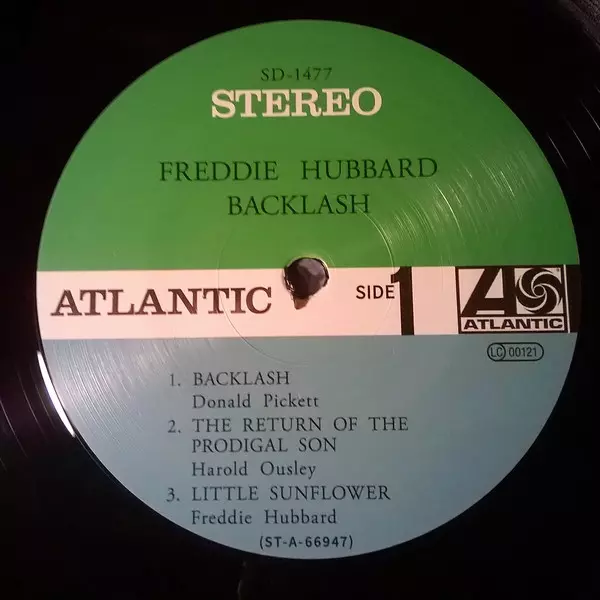 SD-1477
STEREO
FREDDIE HUBBARD
BACKLASH
ATLANTIC
SIDE 1
ATLANTIC
LC 00121
1. BACKLASH
Donald Pickett
2. THE RETURN OF THE
PRODIGAL SON
Harold Ousley
3. LITTLE SUNFLOWER
Freddie Hubbard
(ST-A-66947)